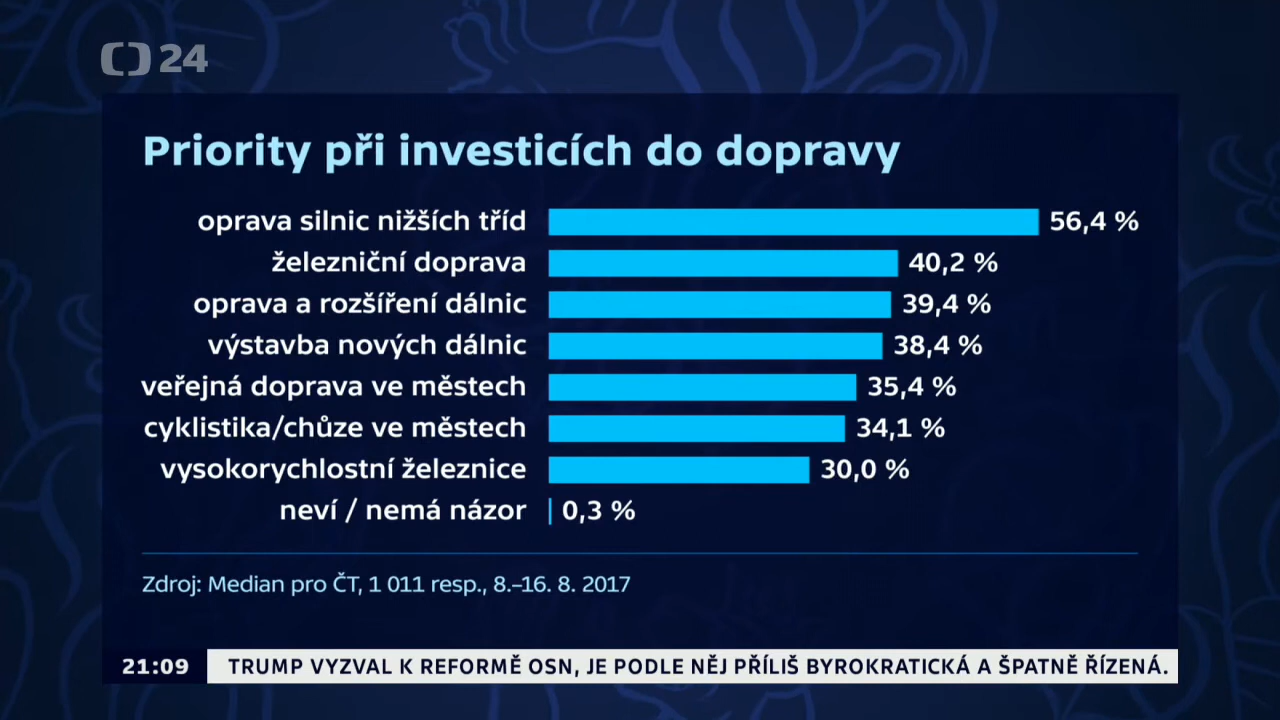 24
Priority při investicích do dopravy
oprava silnic nižších tříd 56,4 %
železniční doprava 40,2 %
oprava a rozšíření dálnic 39,4 %
výstavba nových dálnic 38,4 %
veřejná doprava ve městech 35,4 %
cyklistika/chůze ve městech 34,1 %
vysokorychlostní železnice 30,0 %
neví / nemá názor 0,3 %
Zdroj: Median pro ČT, 1 011 resp., 8.–16. 8. 2017
21:09 TRUMP VYZVAL K REFORMĚ OSN, JE PODLE NĚJ PŘÍLIŠ BYROKRATICKÁ A ŠPATNĚ ŘÍZENÁ.